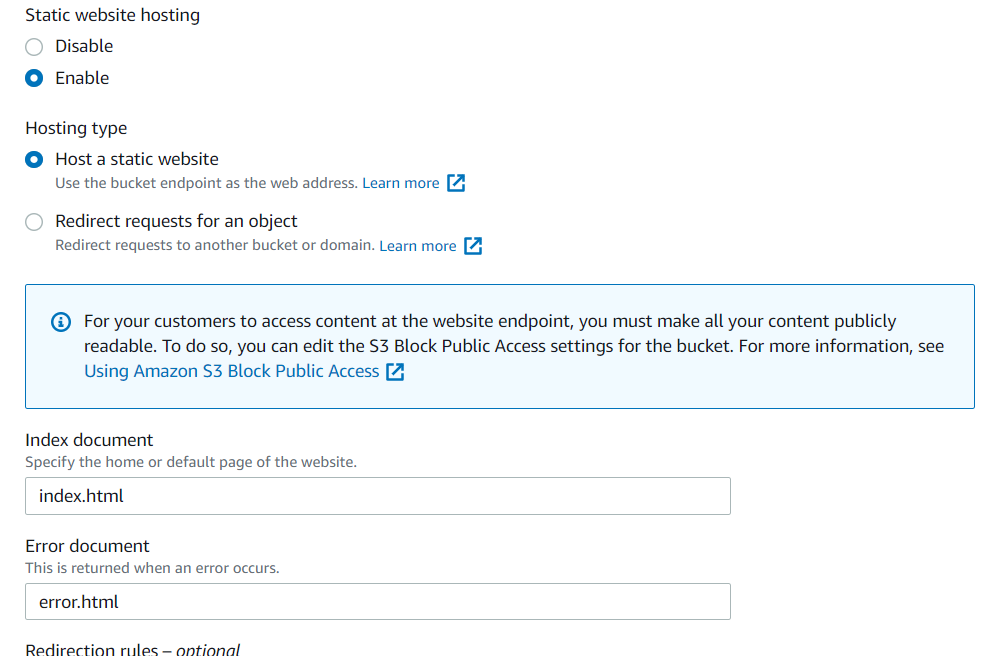 Static website hosting
Disable
Enable
Hosting type
Host a static website
Use the bucket endpoint as the web address. Learn more
Redirect requests for an object
Redirect requests to another bucket or domain. Learn more
For your customers to access content at the website endpoint, you must make all your content publicly
readable. To do so, you can edit the S3 Block Public Access settings for the bucket. For more information, see
Using Amazon S3 Block Public Access
Index document
Specify the home or default page of the website.
index.html
Error document
This is returned when an error occurs.
error.html
Redirection rules – optional